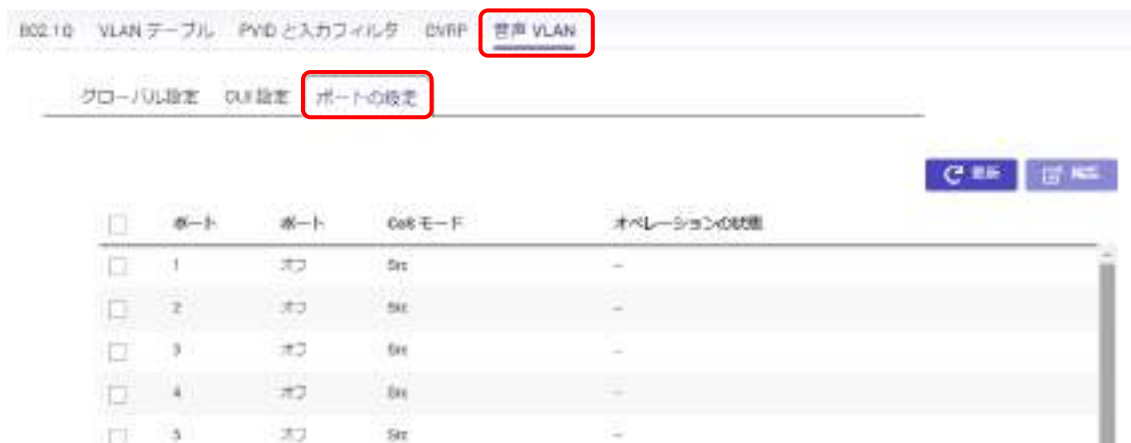 802.1Q VLAN テーブル PVID と入力フィルタ GVRP 音声 VLAN
グローバル設定 OUI 設定 ポートの設定
更新 編集
ポート ポート CoS モード オペレーションの状態
1 オフ Src --
2 オフ Src --
3 オフ Src --
4 オフ Src --
5 オフ Src --